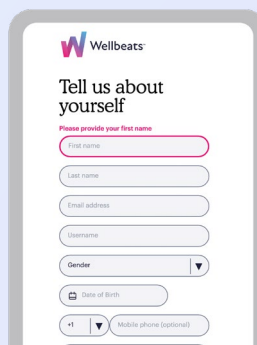 Wellbeats
Tell us about
yourself
Please provide your first name
First name
Last name
Email address
Username
Gender
Date of Birth
+1 Mobile phone (optional)